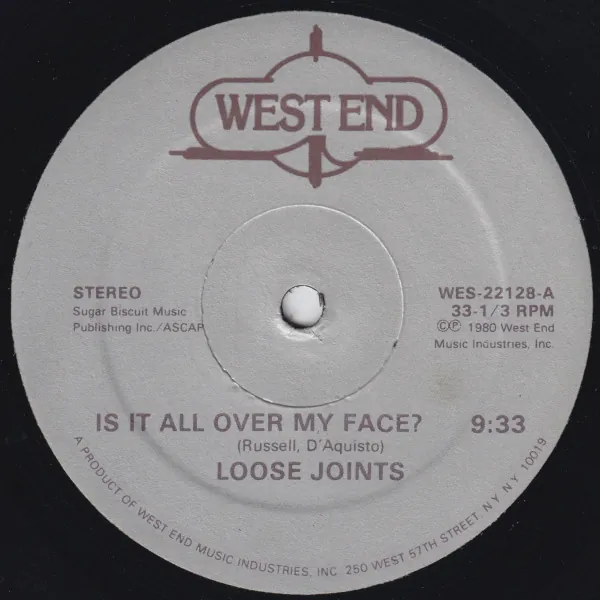 WEST END
STEREO
Sugar Biscuit Music
Publishing Inc./ASCAP
WES-22128-A
33-1/3 RPM
©℗ 1980 West End
Music Industries, Inc.
IS IT ALL OVER MY FACE? 9:33
(Russell, D'Aquisto)
LOOSE JOINTS
A PRODUCT OF WEST END MUSIC INDUSTRIES, INC. 250 WEST 57TH STREET, NY. NY. 10019